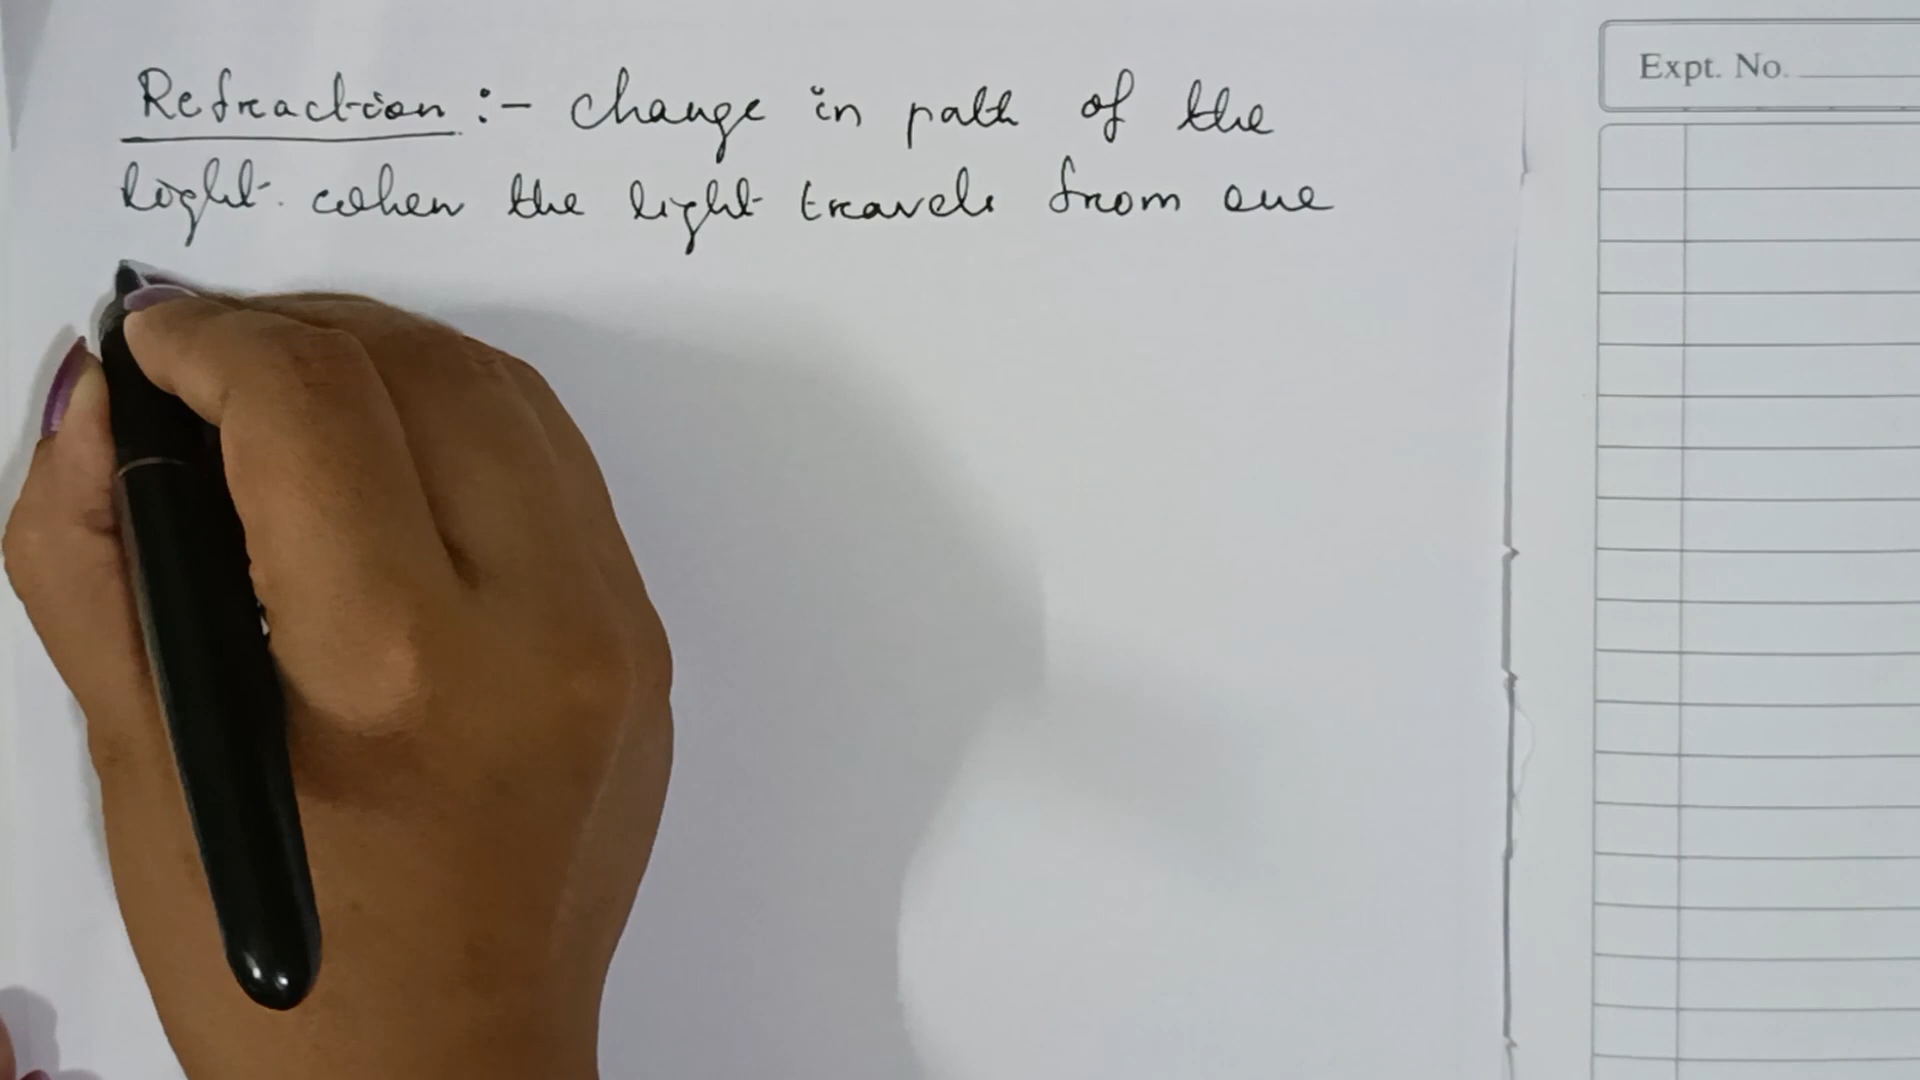 Refraction :- change in path of the
light. when the light travels from one
Expt. No.